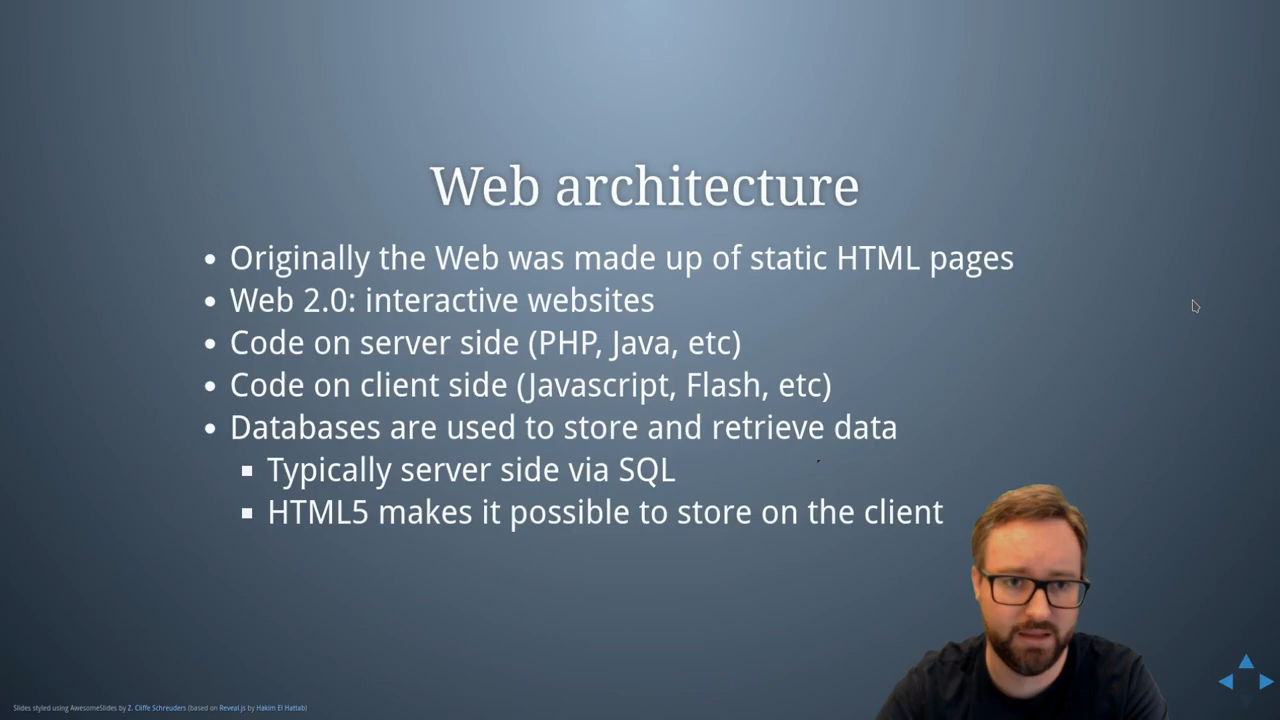 Web architecture
Originally the Web was made up of static HTML pages
Web 2.0: interactive websites
Code on server side (PHP, Java, etc)
Code on client side (Javascript, Flash, etc)
Databases are used to store and retrieve data
Typically server side via SQL
HTML5 makes it possible to store on the client
Slides styled using AwesomeSlides by Z. Cliffe Schreuders (based on Reveal.js by Hakim El Hattab)